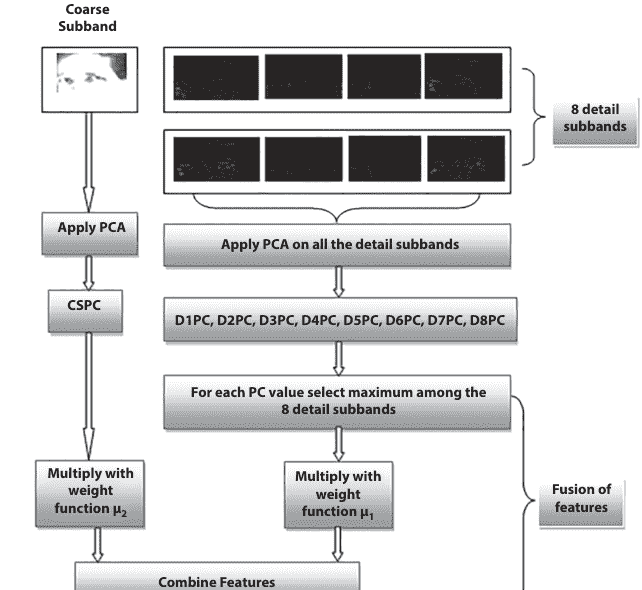 Coarse
Subband
8 detail
subbands
Apply PCA
Apply PCA on all the detail subbands
CSPC
D1PC, D2PC, D3PC, D4PC, D5PC, D6PC, D7PC, D8PC
For each PC value select maximum among the
8 detail subbands
Multiply with
weight
function μ₂
Multiply with
weight
function μ₁
Fusion of
features
Combine Features